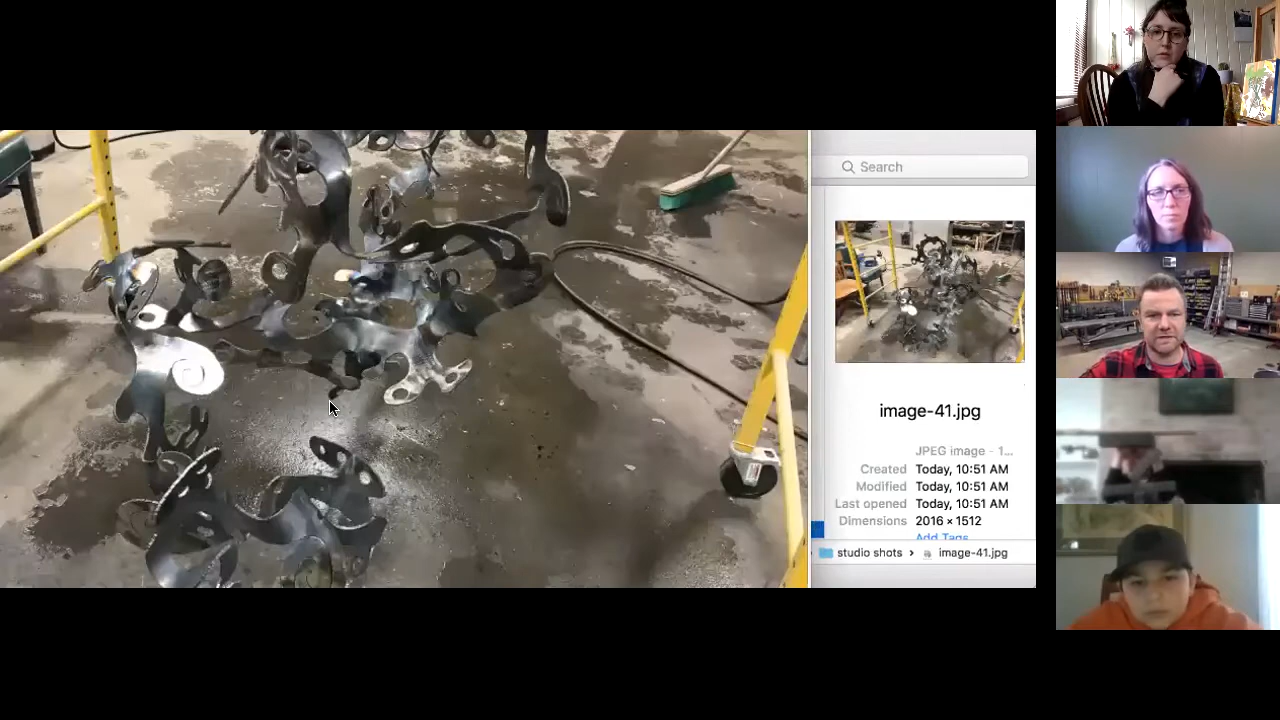 Search
image-41.jpg
JPEG image - 1...
Created Today, 10:51 AM
Modified Today, 10:51 AM
Last opened Today, 10:51 AM
Dimensions 2016 × 1512
Add Tags...
studio shots › image-41.jpg